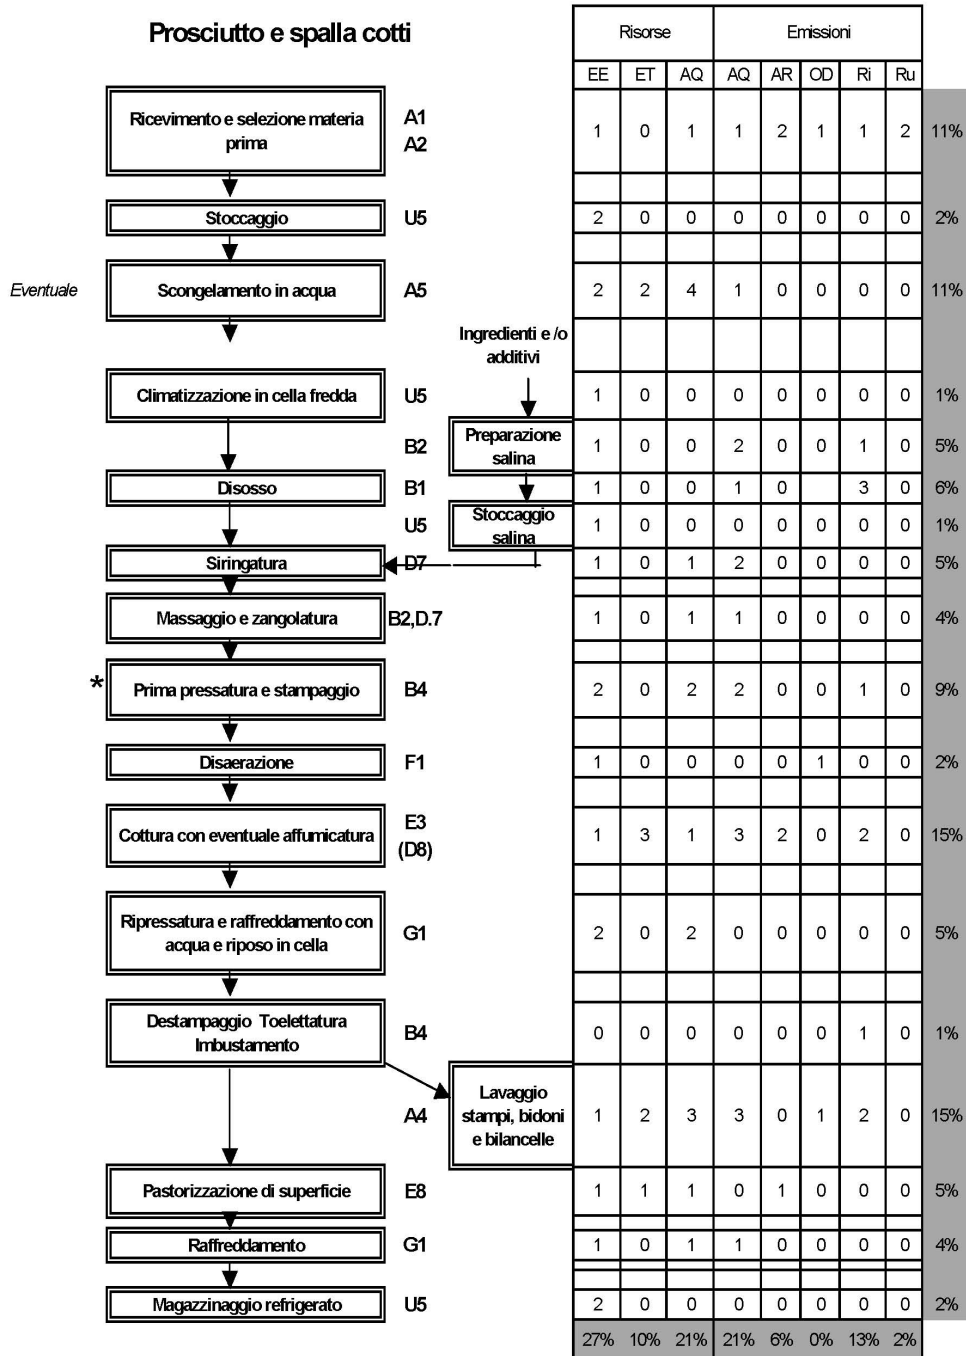 Prosciutto e spalla cotti
Risorse Emissioni
EE ET AQ AQ AR OD Ri Ru
Ricevimento e selezione materia
prima
A1
A2
1 0 1 1 2 1 1 2 11%
Stoccaggio U5 2 0 0 0 0 0 0 0 2%
Eventuale Scongelamento in acqua A5 2 2 4 1 0 0 0 0 11%
Ingredienti e /o
additivi
Climatizzazione in cella fredda U5 1 0 0 0 0 0 0 0 1%
B2 Preparazione
salina
1 0 0 2 0 0 1 0 5%
Disosso B1 1 0 0 1 0 3 0 6%
U5 Stoccaggio
salina
1 0 0 0 0 0 0 0 1%
Siringatura D7 1 0 1 2 0 0 0 0 5%
Massaggio e zangolatura B2,D.7 1 0 1 1 0 0 0 0 4%
* Prima pressatura e stampaggio B4 2 0 2 2 0 0 1 0 9%
Disaerazione F1 1 0 0 0 0 1 0 0 2%
Cottura con eventuale affumicatura E3
(D8)
1 3 1 3 2 0 2 0 15%
Ripressatura e raffreddamento con
acqua e riposo in cella
G1 2 0 2 0 0 0 0 0 5%
Destampaggio Toelettatura
Imbustamento
B4 0 0 0 0 0 0 1 0 1%
A4 Lavaggio
stampi, bidoni
e bilancelle
1 2 3 3 0 1 2 0 15%
Pastorizzazione di superficie E8 1 1 1 0 1 0 0 0 5%
Raffreddamento G1 1 0 1 1 0 0 0 0 4%
Magazzinaggio refrigerato U5 2 0 0 0 0 0 0 0 2%
27% 10% 21% 21% 6% 0% 13% 2%